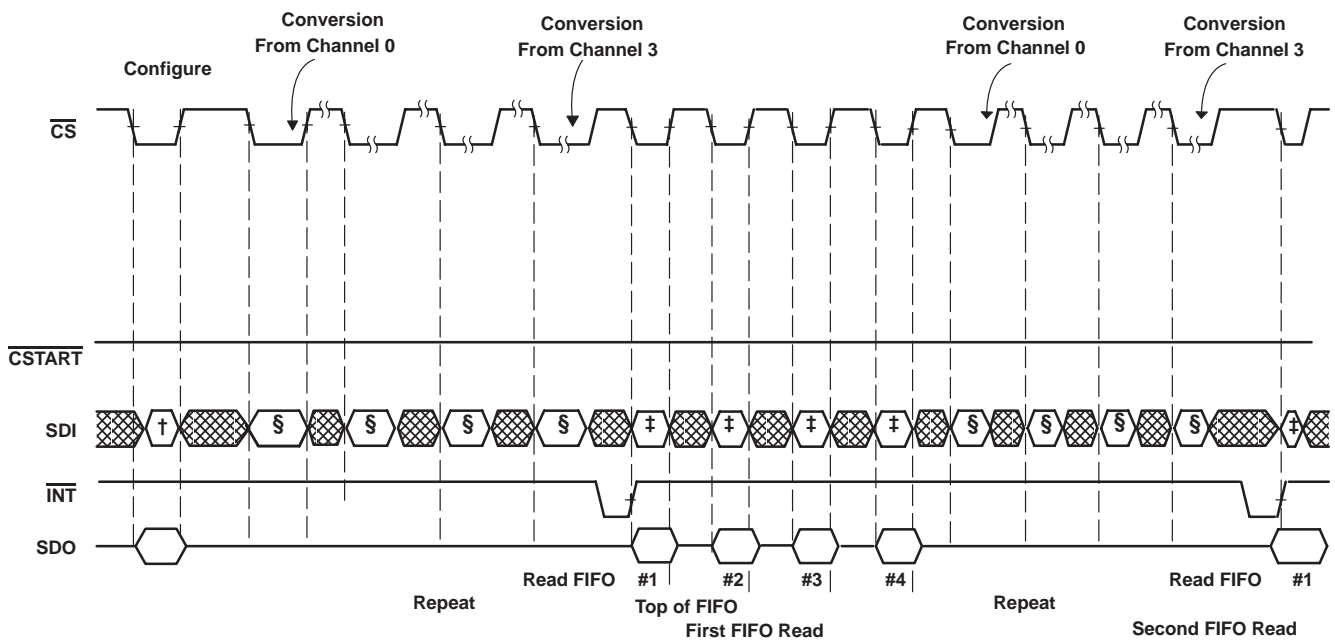 Conversion
From Channel 0
Conversion
From Channel 3
Conversion
From Channel 0
Conversion
From Channel 3
Configure
CS
CSTART
SDI † § § § § ‡ ‡ ‡ ‡ § § § § ‡
INT
SDO
Read FIFO #1 #2 #3 #4 Read FIFO #1
Repeat Top of FIFO Repeat
First FIFO Read Second FIFO Read